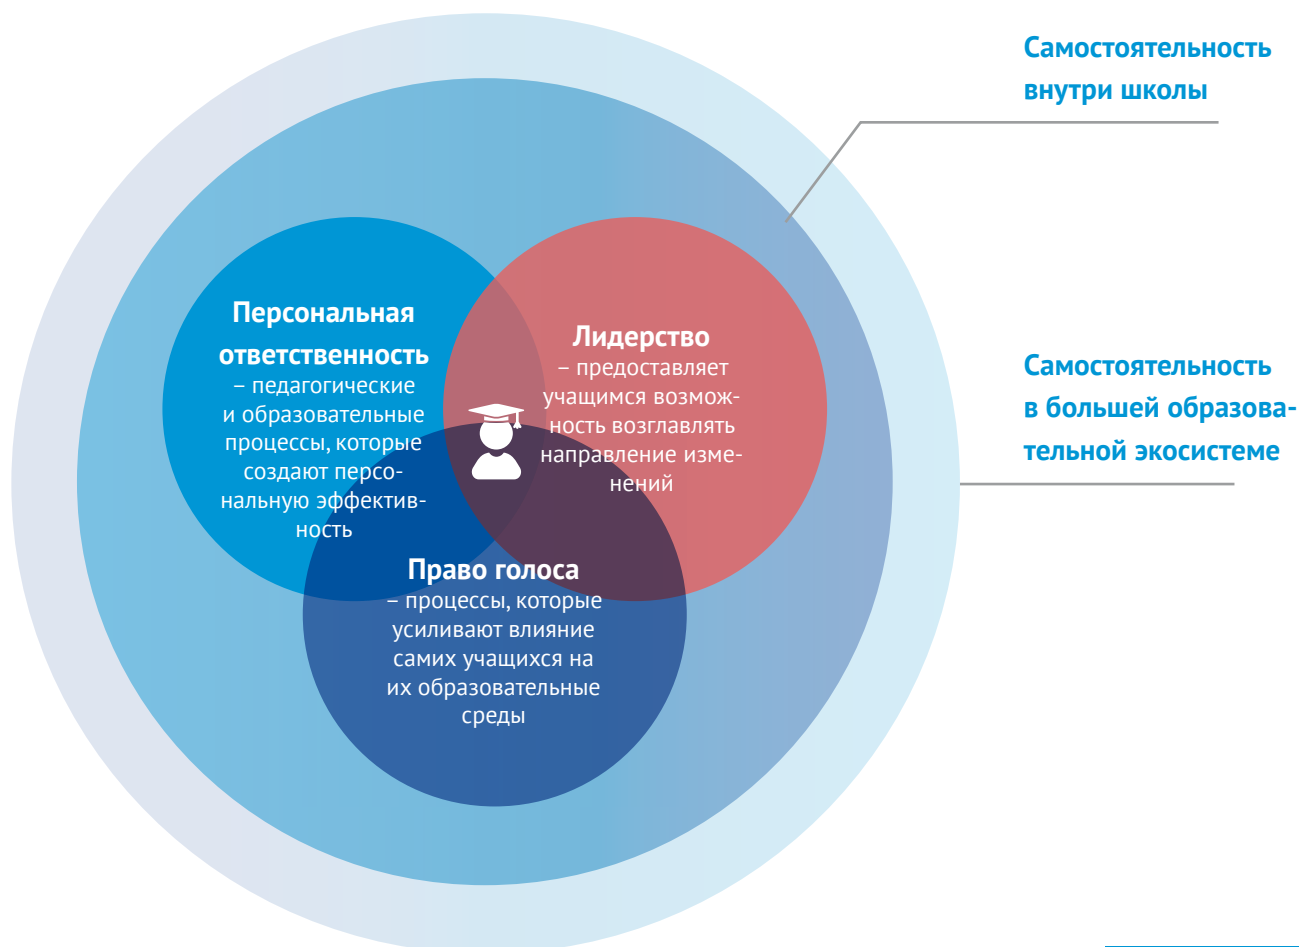 Самостоятельность
внутри школы
Персональная
ответственность
– педагогические
и образовательные
процессы, которые
создают персо-
нальную эффектив-
ность
Лидерство
– предоставляет
учащимся возмож-
ность возглавлять
направление изме-
нений
Самостоятельность
в большей образова-
тельной экосистеме
Право голоса
– процессы, которые
усиливают влияние
самих учащихся на
их образовательные
среды